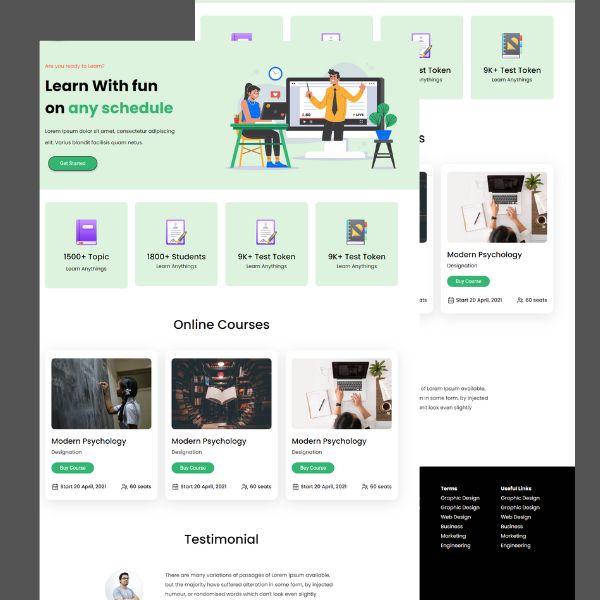 Are you ready to Learn?
Learn With fun
on any schedule
Lorem ipsum dolor sit amet, consectetur adipiscing
elit. Varius blandit facilisis quam netus.
Get Started
LIVE
1500+ Topic
Learn Anythings
1800+ Students
Learn Anythings
9K+ Test Token
Learn Anythings
9K+ Test Token
Learn Anythings
Online Courses
Modern Psychology
Designation
Buy Course
Start 20 April, 2021
60 seats
Modern Psychology
Designation
Buy Course
Start 20 April, 2021
60 seats
Modern Psychology
Designation
Buy Course
Start 20 April, 2021
60 seats
Testimonial
There are many variations of passages of Lorem Ipsum available,
but the majority have suffered alteration in some form, by injected
humour, or randomised words which don't look even slightly
st Token
nythings
9K+ Test Token
Learn Anythings
s
Modern Psychology
Designation
Buy Course
ats
Start 20 April, 2021
60 seats
of Lorem Ipsum available,
n in some form, by injected
on't look even slightly
Terms
Graphic Design
Graphic Design
Web Design
Business
Marketing
Engineering
Useful Links
Graphic Design
Graphic Design
Web Design
Business
Marketing
Engineering